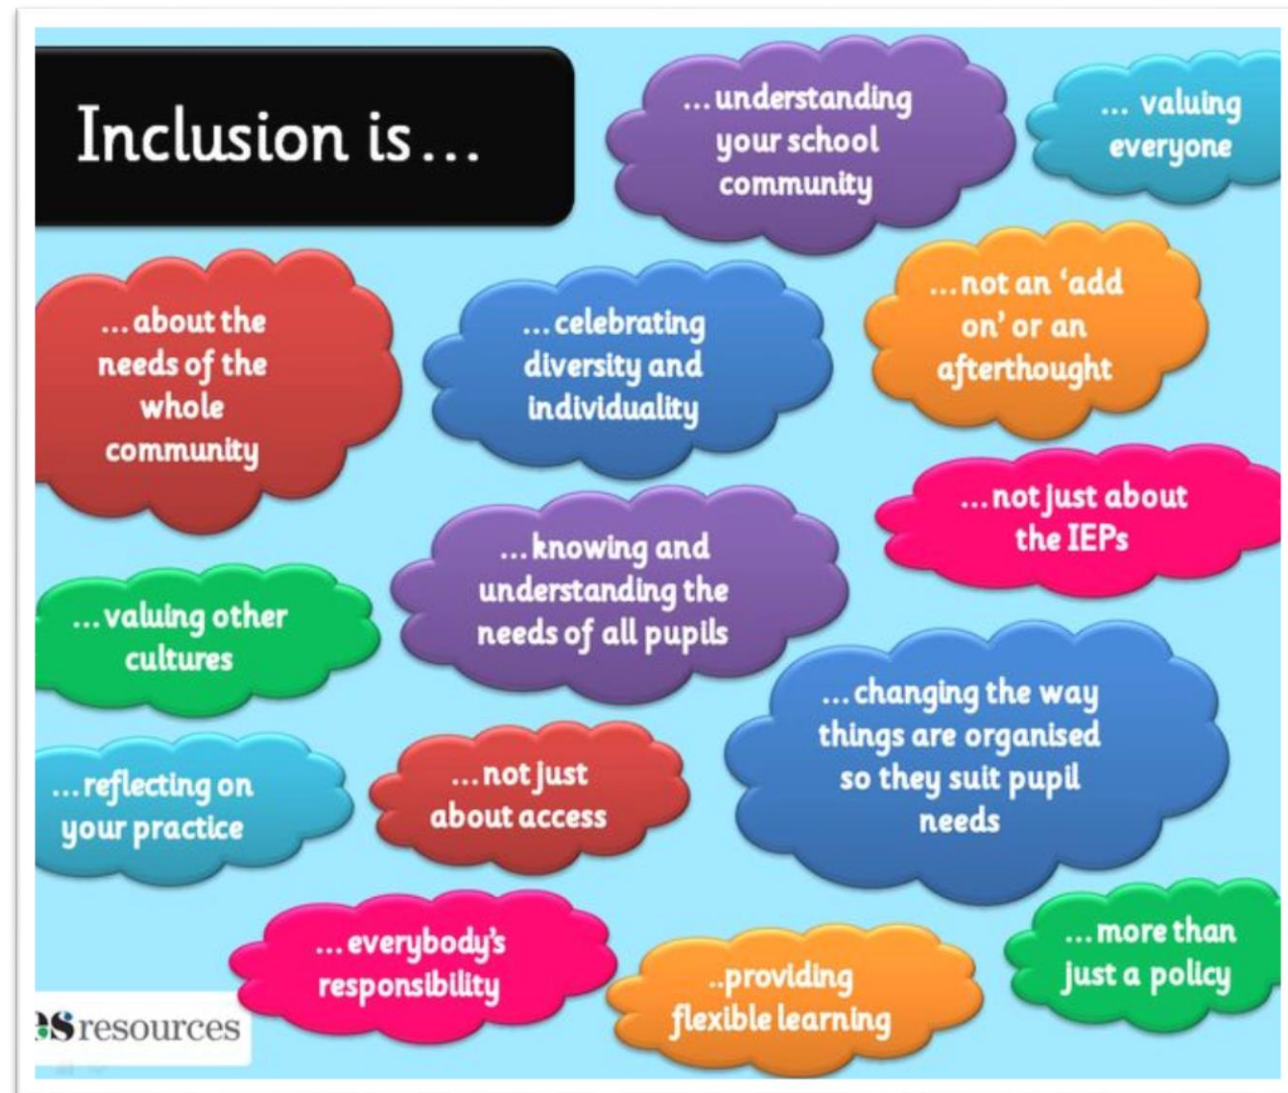 Inclusion is...
...understanding
your school
community
... valuing
everyone
...about the
needs of the
whole
community
...celebrating
diversity and
individuality
...not an ‘add
on’ or an
afterthought
...not just about
the IEPs
...knowing and
understanding the
needs of all pupils
...valuing other
cultures
...changing the way
things are organised
so they suit pupil
needs
...reflecting on
your practice
...not just
about access
...everybody's
responsibility
..providing
flexible learning
...more than
just a policy
es resources